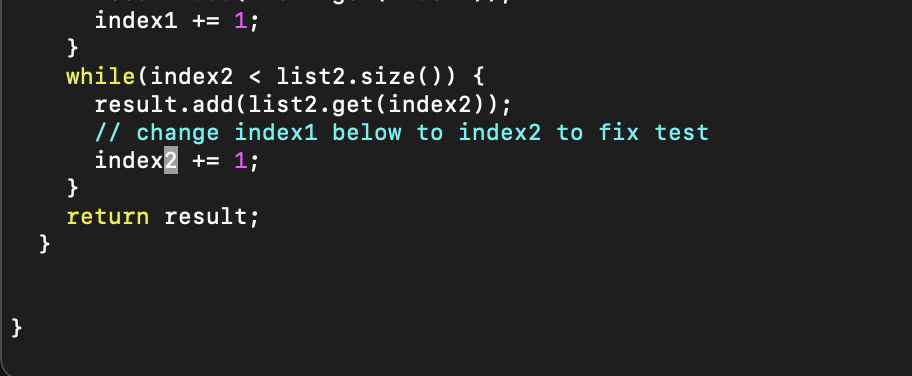 index1 += 1;
}
while(index2 < list2.size()) {
result.add(list2.get(index2));
// change index1 below to index2 to fix test
index2 += 1;
}
return result;
}
}